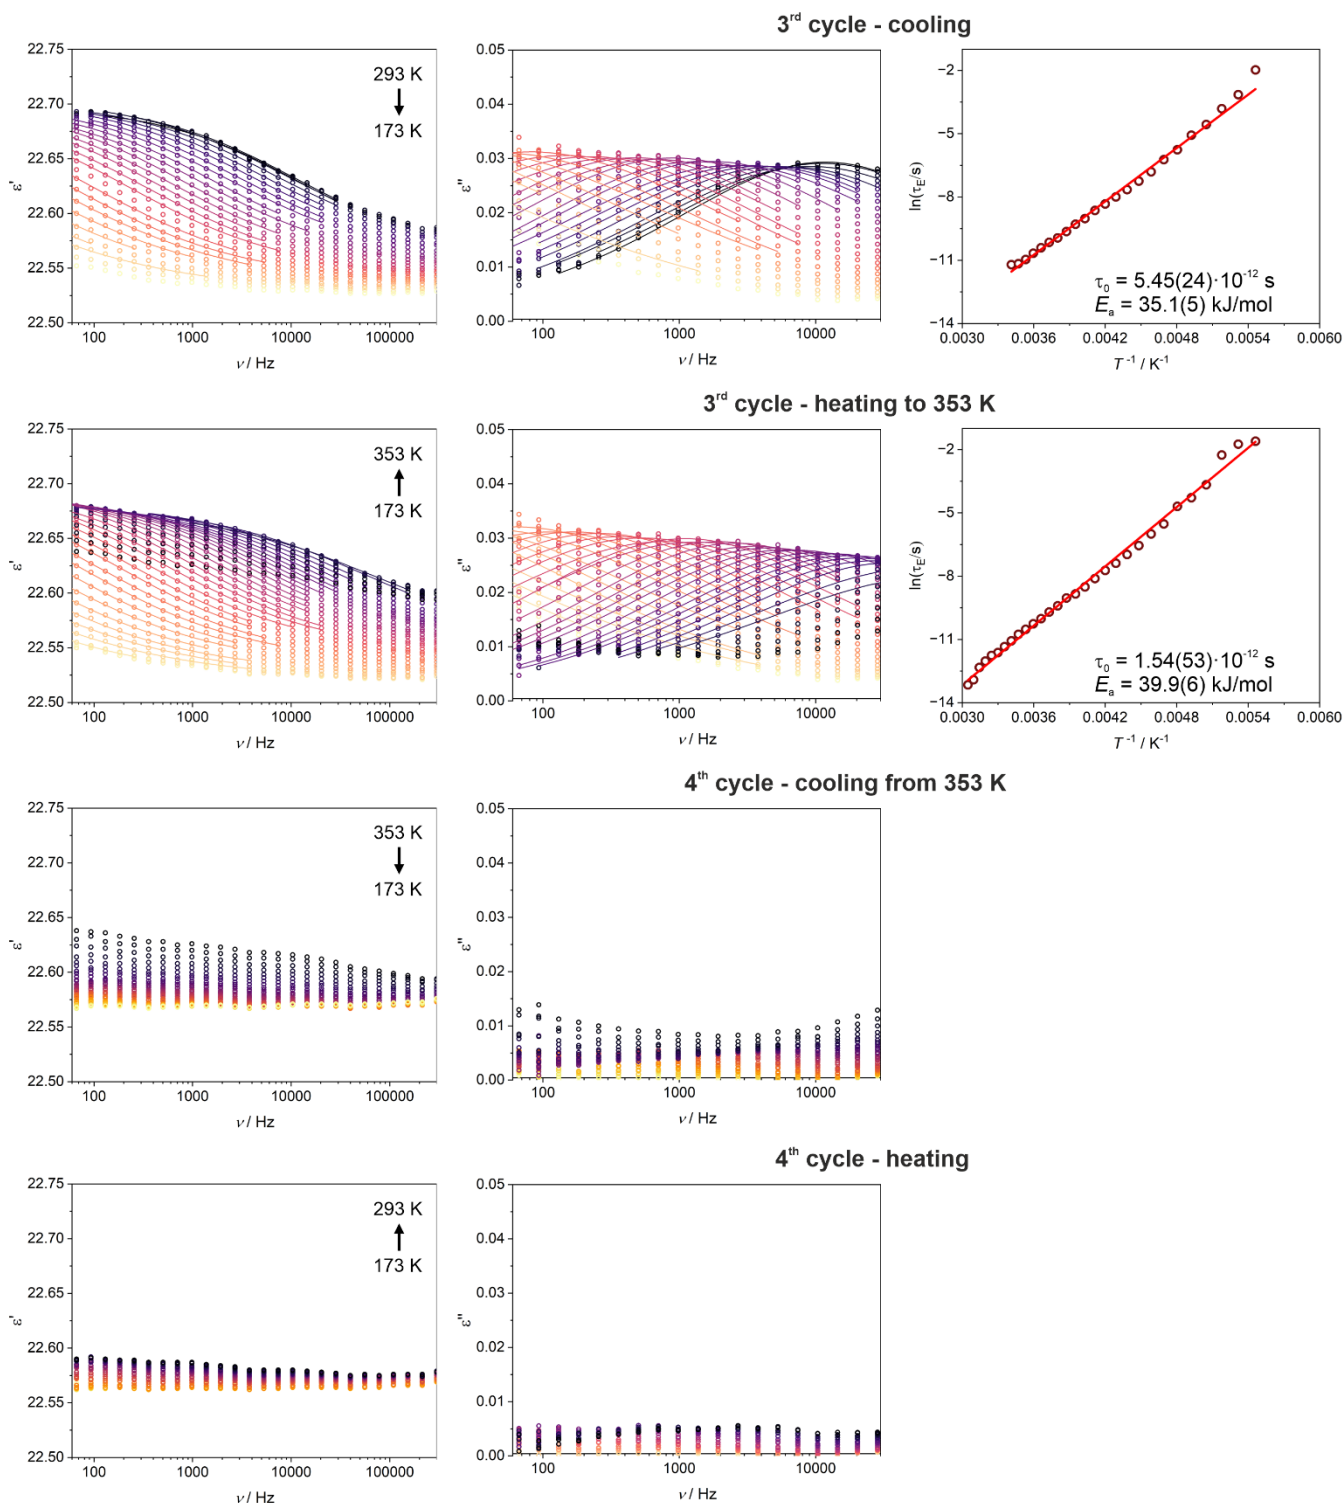 3rd cycle - cooling
22.75
22.70
22.65
22.60
22.55
22.50
ε'
293 K
173 K
100 1000 10000 100000
ν / Hz
0.05
0.04
0.03
0.02
0.01
0.00
ε''
100 1000 10000
ν / Hz
−2
−5
−8
−11
−14
ln(τE/s)
τ0 = 5.45(24)·10-12 s
Ea = 35.1(5) kJ/mol
0.0030 0.0036 0.0042 0.0048 0.0054 0.0060
T -1 / K-1
3rd cycle - heating to 353 K
22.75
22.70
22.65
22.60
22.55
22.50
ε'
353 K
173 K
100 1000 10000 100000
ν / Hz
0.05
0.04
0.03
0.02
0.01
0.00
ε''
100 1000 10000
ν / Hz
−2
−5
−8
−11
−14
ln(τE/s)
τ0 = 1.54(53)·10-12 s
Ea = 39.9(6) kJ/mol
0.0030 0.0036 0.0042 0.0048 0.0054 0.0060
T -1 / K-1
4th cycle - cooling from 353 K
22.75
22.70
22.65
22.60
22.55
22.50
ε'
353 K
173 K
100 1000 10000 100000
ν / Hz
0.05
0.04
0.03
0.02
0.01
0.00
ε''
100 1000 10000
ν / Hz
4th cycle - heating
22.75
22.70
22.65
22.60
22.55
22.50
ε'
293 K
173 K
100 1000 10000 100000
ν / Hz
0.05
0.04
0.03
0.02
0.01
0.00
ε''
100 1000 10000
ν / Hz